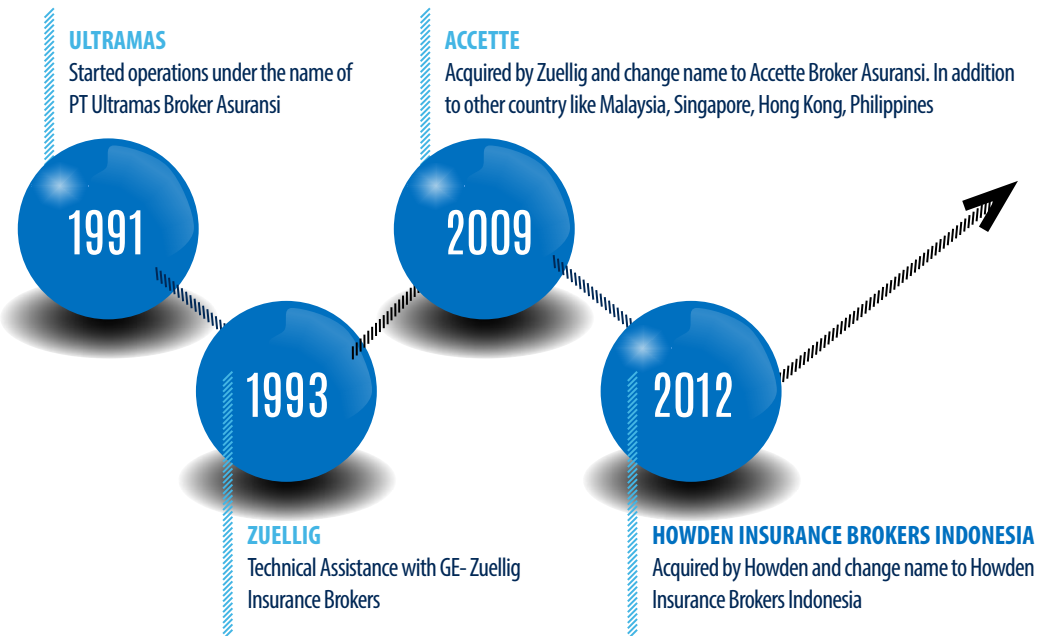 ULTRAMAS
Started operations under the name of
PT Ultramas Broker Asuransi
1991
ACCETTE
Acquired by Zuellig and change name to Accette Broker Asuransi. In addition
to other country like Malaysia, Singapore, Hong Kong, Philippines
2009
1993
ZUELLIG
Technical Assistance with GE- Zuellig
Insurance Brokers
2012
HOWDEN INSURANCE BROKERS INDONESIA
Acquired by Howden and change name to Howden
Insurance Brokers Indonesia